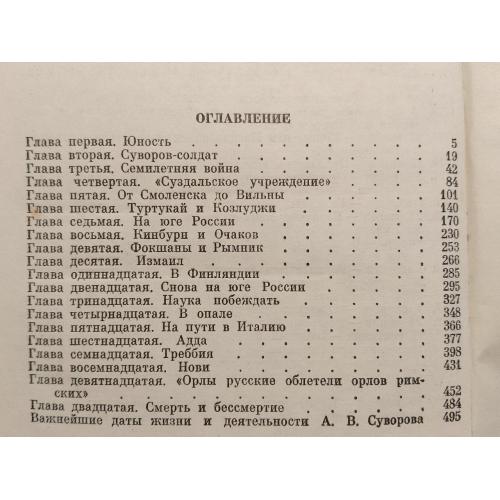 ОГЛАВЛЕНИЕ
Глава первая. Юность . . . . . . . . . . 5
Глава вторая. Суворов-солдат . . . . . . . . 19
Глава третья. Семилетняя война . . . . . . . 42
Глава четвертая. «Суздальское учреждение» . . . . 84
Глава пятая. От Смоленска до Вильны . . . . . 101
Глава шестая. Туртукай и Козлуджи . . . . . . 140
Глава седьмая. На юге России . . . . . . . . 170
Глава восьмая. Кинбурн и Очаков . . . . . . . 230
Глава девятая. Фокшаны и Рымник . . . . . . 253
Глава десятая. Измаил . . . . . . . . . . 266
Глава одиннадцатая. В Финляндии . . . . . . . 285
Глава двенадцатая. Снова на юге России . . . . . 295
Глава тринадцатая. Наука побеждать . . . . . . 327
Глава четырнадцатая. В опале . . . . . . . . 348
Глава пятнадцатая. На пути в Италию . . . . . 366
Глава шестнадцатая. Адда . . . . . . . . . 377
Глава семнадцатая. Треббия . . . . . . . . 398
Глава восемнадцатая. Нови . . . . . . . . . 431
Глава девятнадцатая. «Орлы русские облетели орлов рим-
ских» . . . . . . . . . . . . . . 452
Глава двадцатая. Смерть и бессмертие . . . . . 484
Важнейшие даты жизни и деятельности А. В. Суворова 495